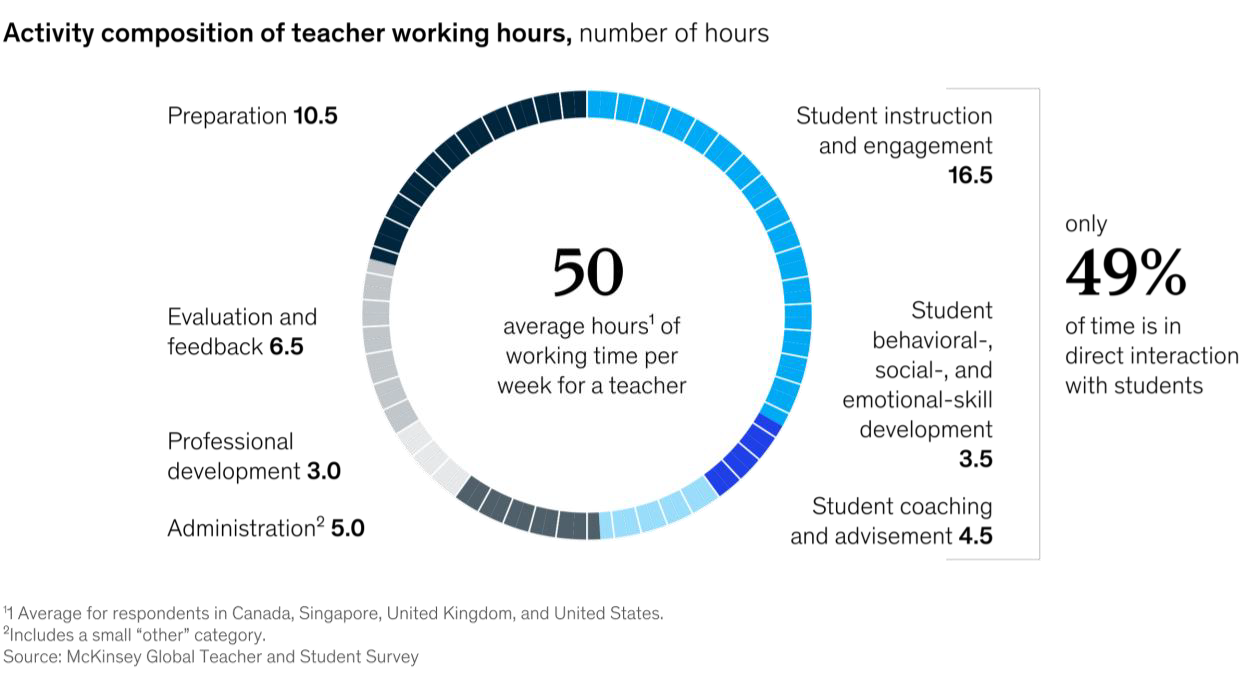 Activity composition of teacher working hours, number of hours
Preparation 10.5
Evaluation and
feedback 6.5
Professional
development 3.0
Administration² 5.0
50
average hours¹ of
working time per
week for a teacher
Student instruction
and engagement
16.5
Student
behavioral-,
social-, and
emotional-skill
development
3.5
Student coaching
and advisement 4.5
only
49%
of time is in
direct interaction
with students
¹1 Average for respondents in Canada, Singapore, United Kingdom, and United States.
²Includes a small “other” category.
Source: McKinsey Global Teacher and Student Survey